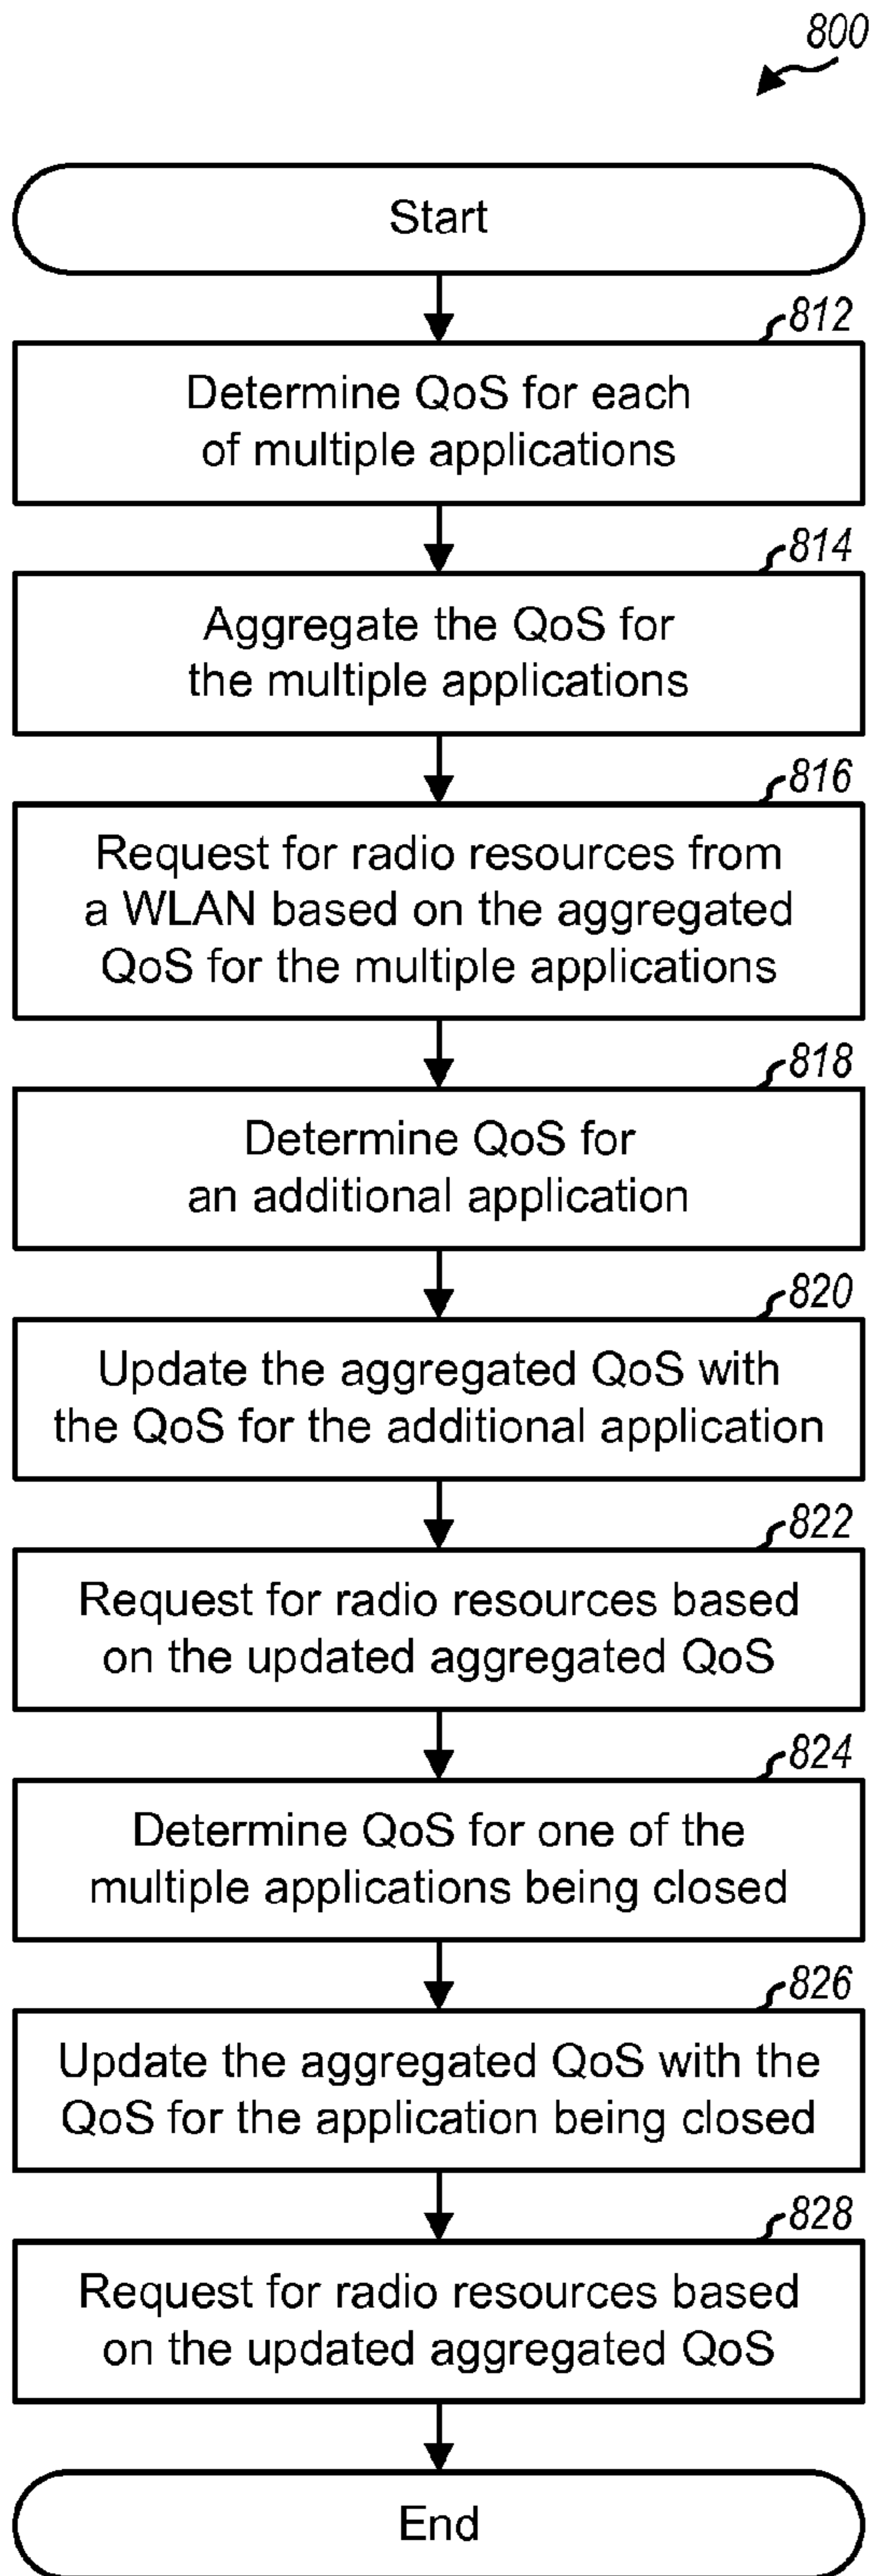 800
Start
812
Determine QoS for each
of multiple applications
814
Aggregate the QoS for
the multiple applications
816
Request for radio resources from
a WLAN based on the aggregated
QoS for the multiple applications
818
Determine QoS for
an additional application
820
Update the aggregated QoS with
the QoS for the additional application
822
Request for radio resources based
on the updated aggregated QoS
824
Determine QoS for one of the
multiple applications being closed
826
Update the aggregated QoS with the
QoS for the application being closed
828
Request for radio resources based
on the updated aggregated QoS
End